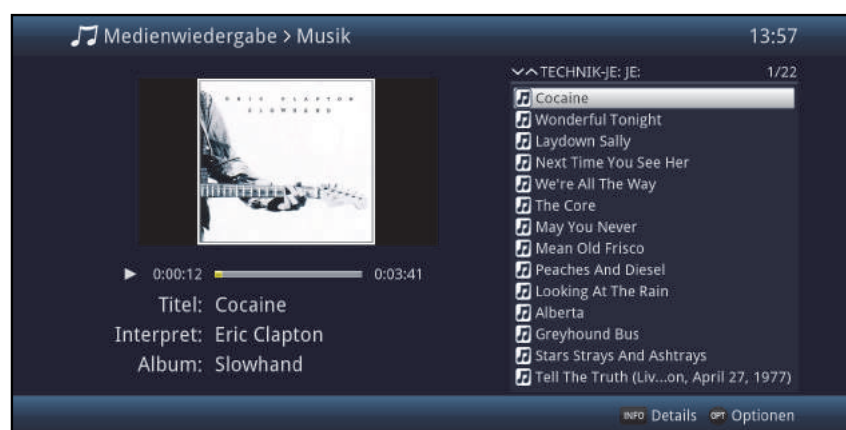 Medienwiedergabe > Musik
13:57
ERIC CLAPTON
SLOWHAND
0:00:12
0:03:41
Titel: Cocaine
Interpret: Eric Clapton
Album: Slowhand
TECHNIK-JE: JE:
1/22
Cocaine
Wonderful Tonight
Laydown Sally
Next Time You See Her
We're All The Way
The Core
May You Never
Mean Old Frisco
Peaches And Diesel
Looking At The Rain
Alberta
Greyhound Bus
Stars Strays And Ashtrays
Tell The Truth (Liv...on, April 27, 1977)
INFO Details OPT Optionen